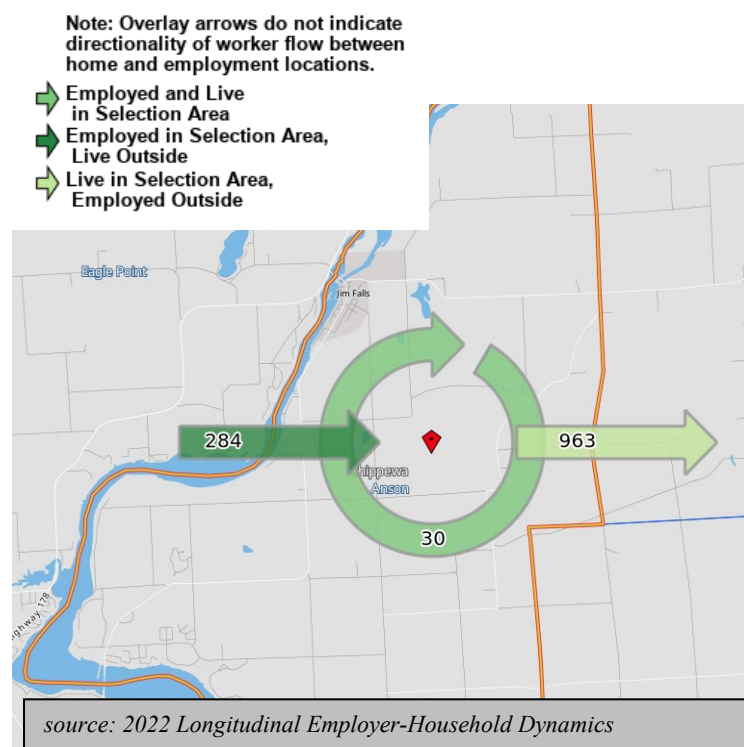 Note: Overlay arrows do not indicate
directionality of worker flow between
home and employment locations.
Employed and Live
in Selection Area
Employed in Selection Area,
Live Outside
Live in Selection Area,
Employed Outside
Eagle Point
Jim Falls
284
963
hippewa
Anson
30
ighway 178
source: 2022 Longitudinal Employer-Household Dynamics